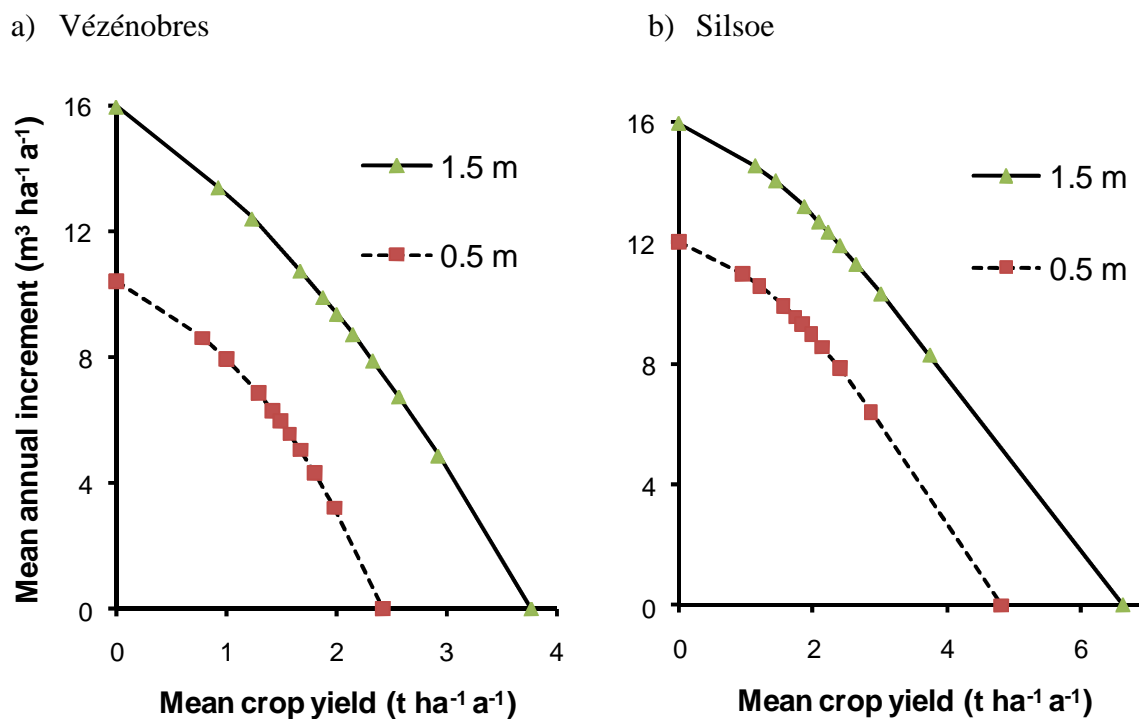 a) Vézénobres
b) Silsoe
Mean annual increment (m³ ha⁻¹ a⁻¹)
16
12
8
4
0
1.5 m
0.5 m
0 1 2 3 4
Mean crop yield (t ha⁻¹ a⁻¹)
16
12
8
4
0
1.5 m
0.5 m
0 2 4 6
Mean crop yield (t ha⁻¹ a⁻¹)